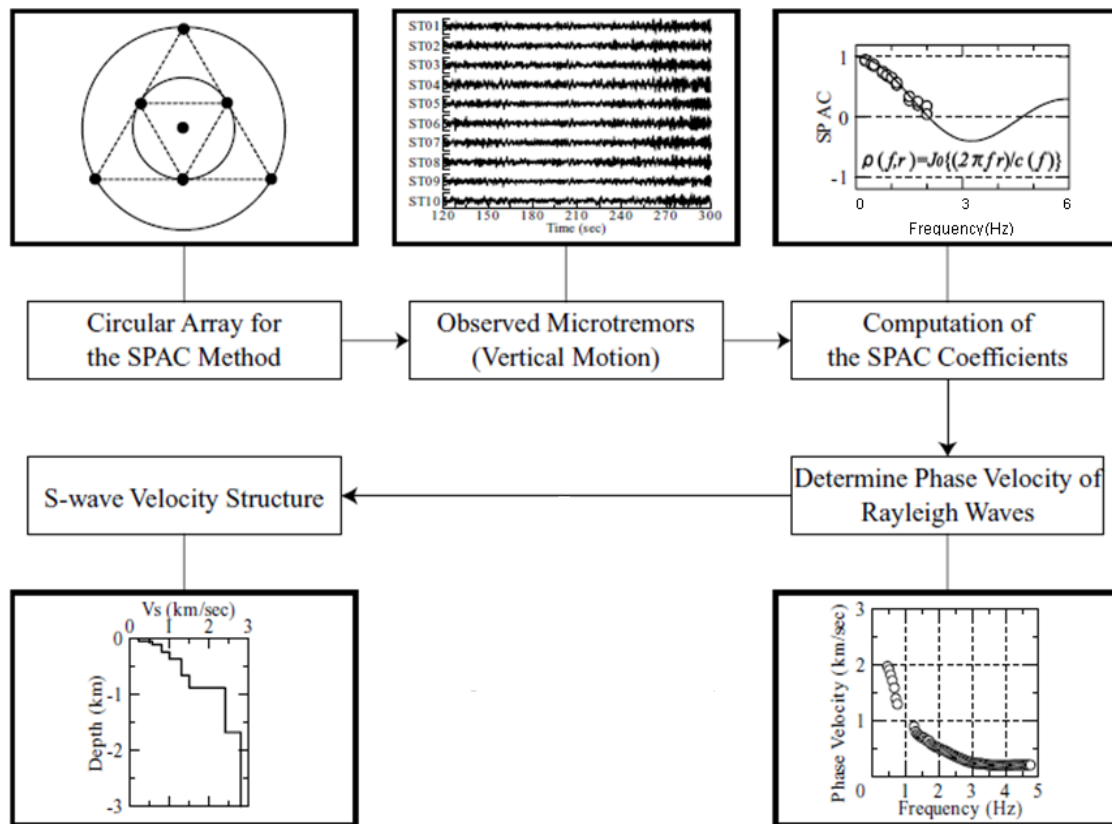 ST01
ST02
ST03
ST04
ST05
ST06
ST07
ST08
ST09
ST10
120 150 180 210 240 270 300
Time (sec)
1
0
-1
SPAC
ρ(f,r)=J0{(2πfr)/c(f)}
0 3 6
Frequency(Hz)
Circular Array for
the SPAC Method
Observed Microtremors
(Vertical Motion)
Computation of
the SPAC Coefficients
S-wave Velocity Structure
Determine Phase Velocity of
Rayleigh Waves
Vs (km/sec)
0 1 2 3
0
-1
-2
-3
Depth (km)
3
2
1
0
Phase Velocity (km/sec)
1 2 3 4 5
Frequency (Hz)